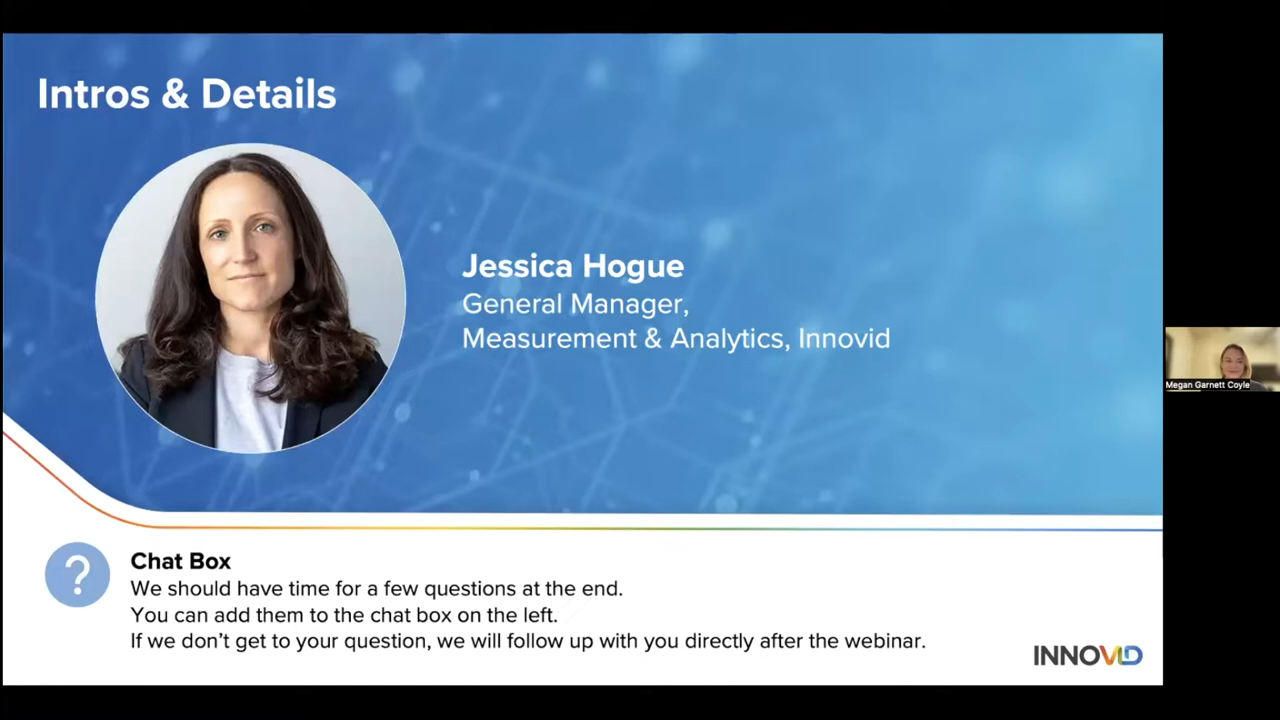 Intros & Details
Jessica Hogue
General Manager,
Measurement & Analytics, Innovid
Megan Garnett Coyle
?
Chat Box
We should have time for a few questions at the end.
You can add them to the chat box on the left.
If we don’t get to your question, we will follow up with you directly after the webinar.
INNOVID